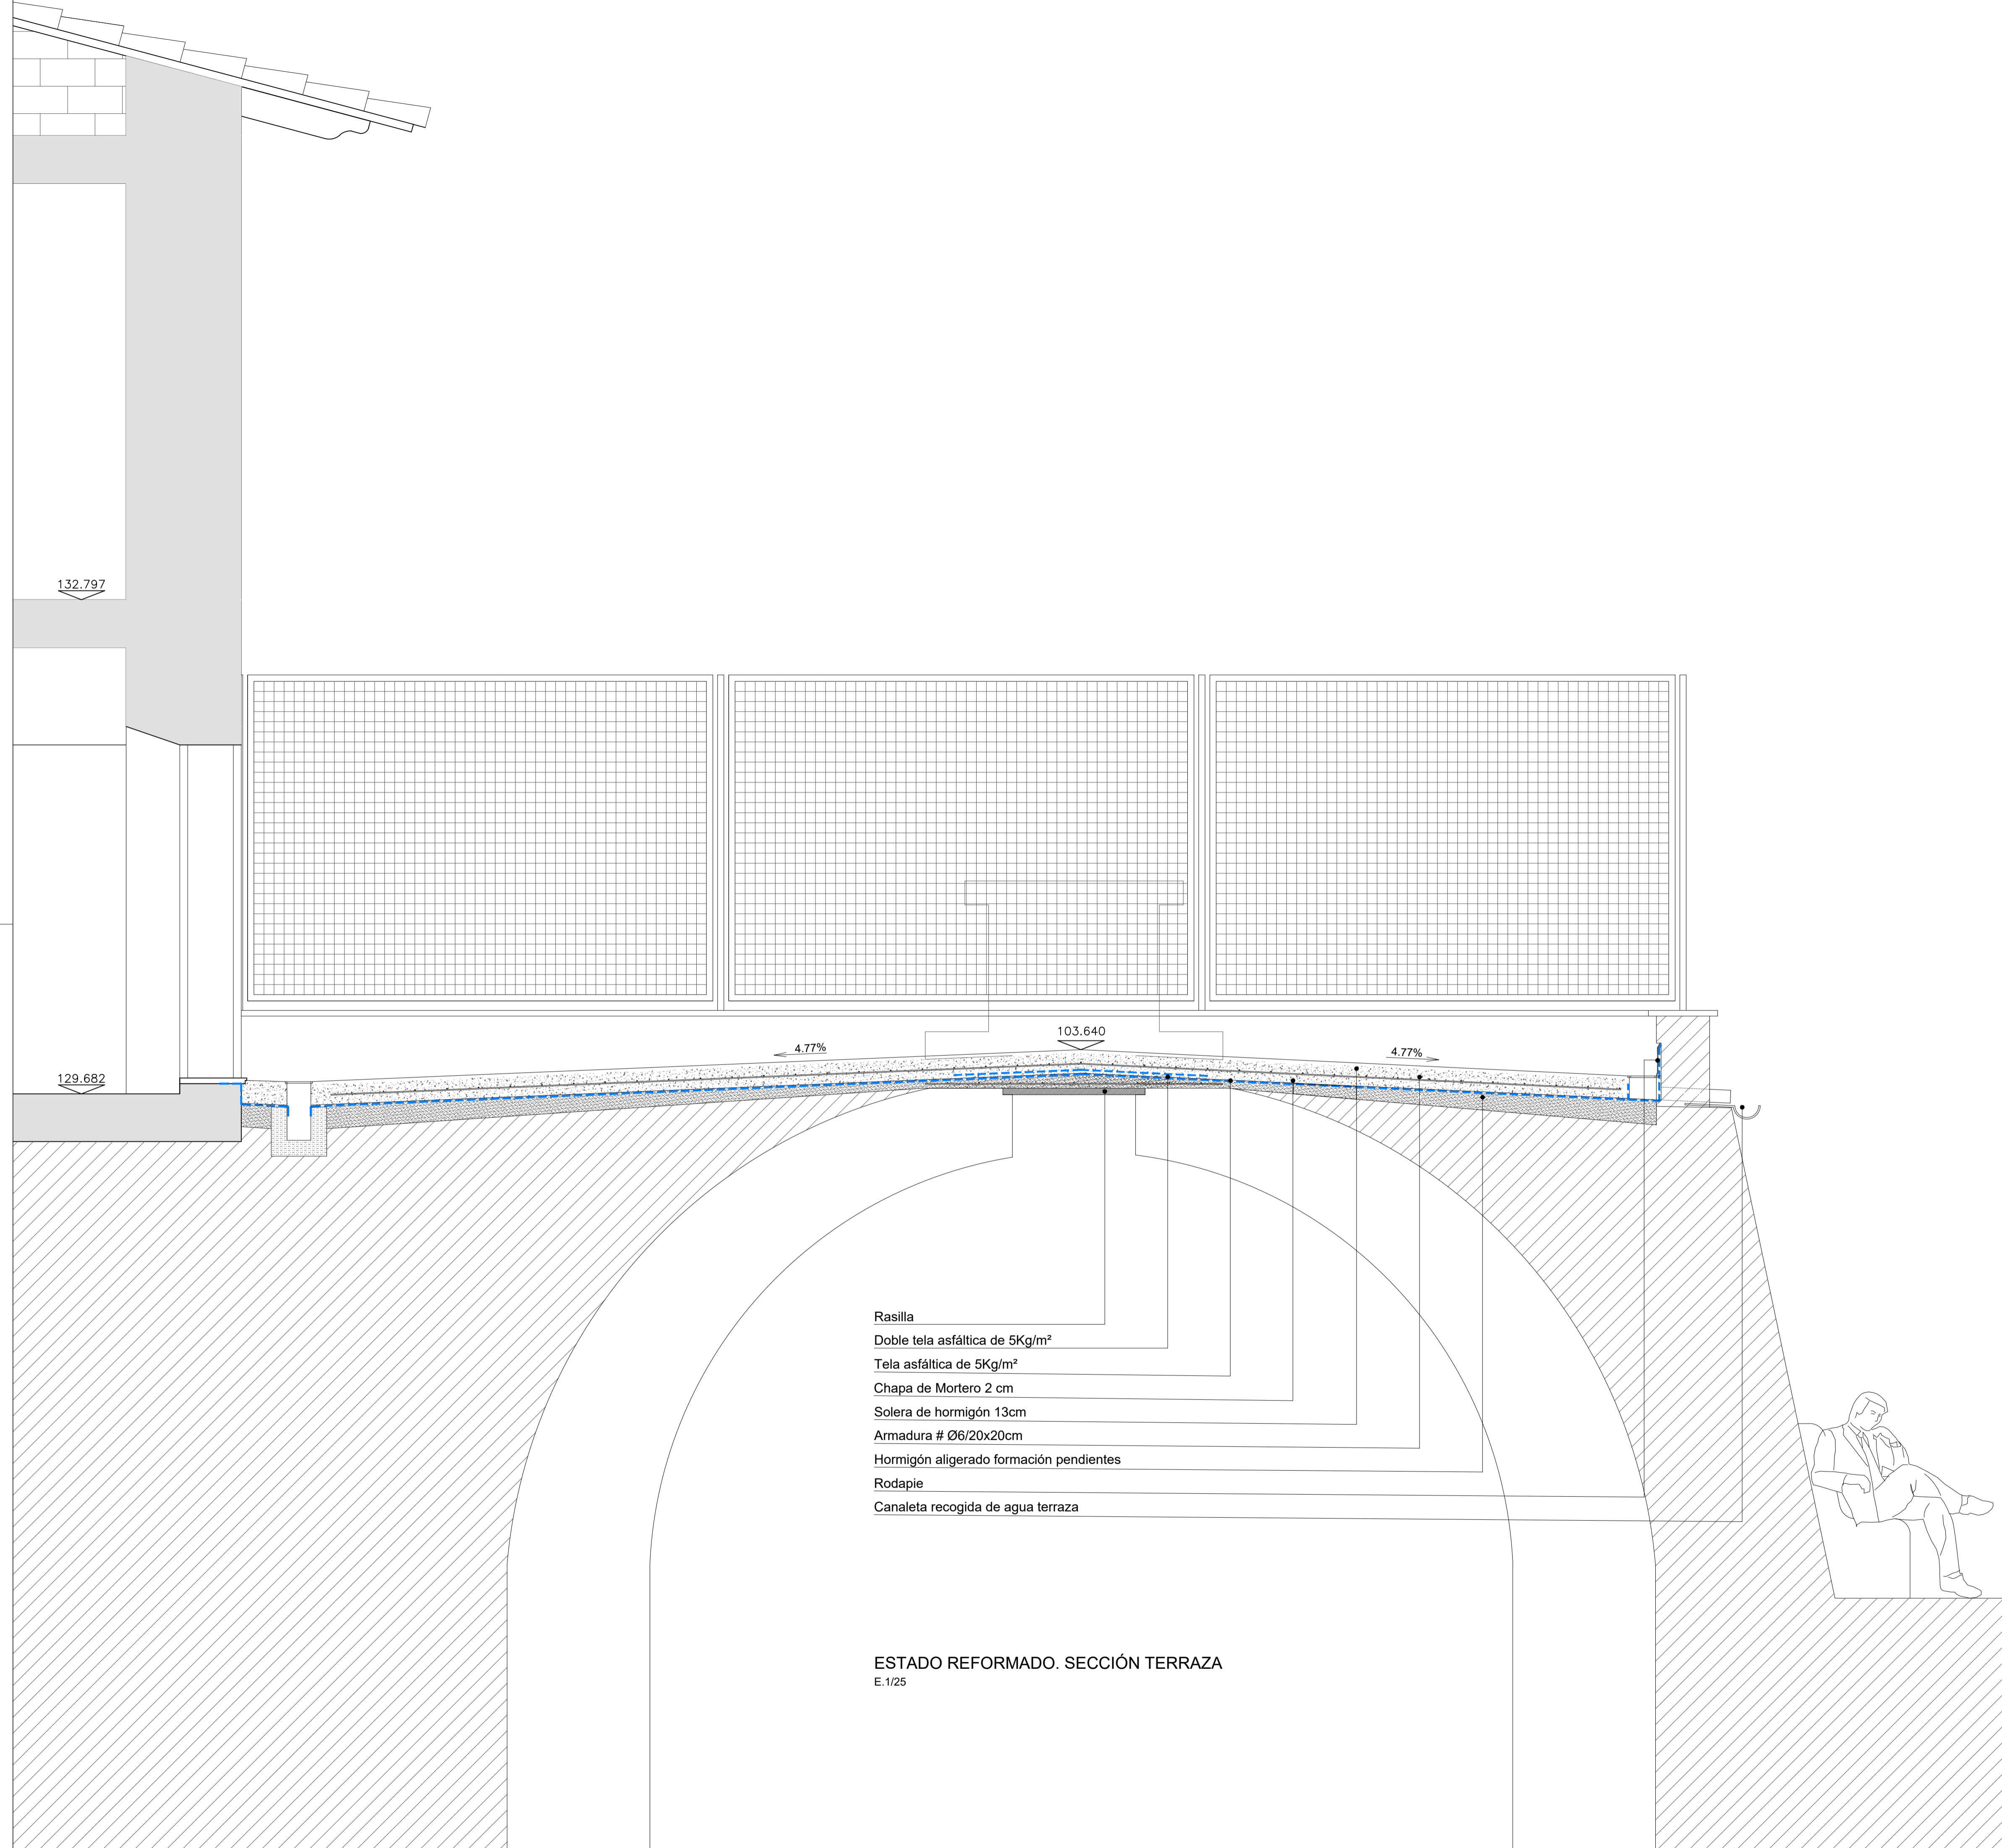 132.797
103.640
4.77%
4.77%
129.682
Rasilla
Doble tela asfáltica de 5Kg/m²
Tela asfáltica de 5Kg/m²
Chapa de Mortero 2 cm
Solera de hormigón 13cm
Armadura # Ø6/20x20cm
Hormigón aligerado formación pendientes
Rodapie
Canaleta recogida de agua terraza
ESTADO REFORMADO. SECCIÓN TERRAZA
E.1/25